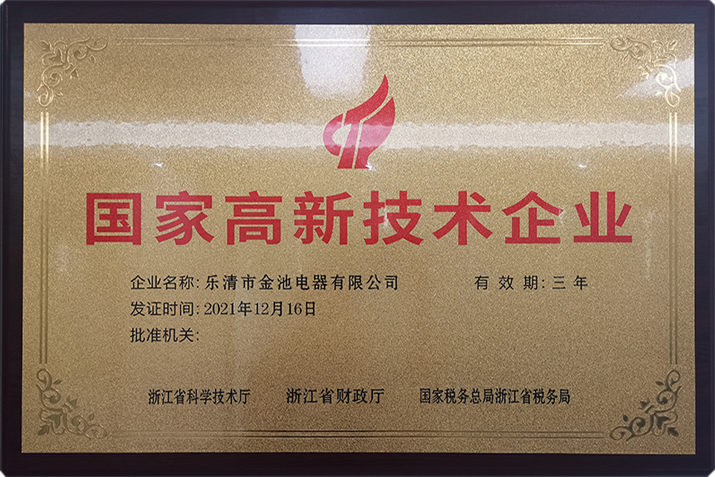 国家高新技术企业
企业名称: 乐清市金池电器有限公司 有效期: 三年
发证时间: 2021年12月16日
批准机关:
浙江省科学技术厅 浙江省财政厅 国家税务总局浙江省税务局